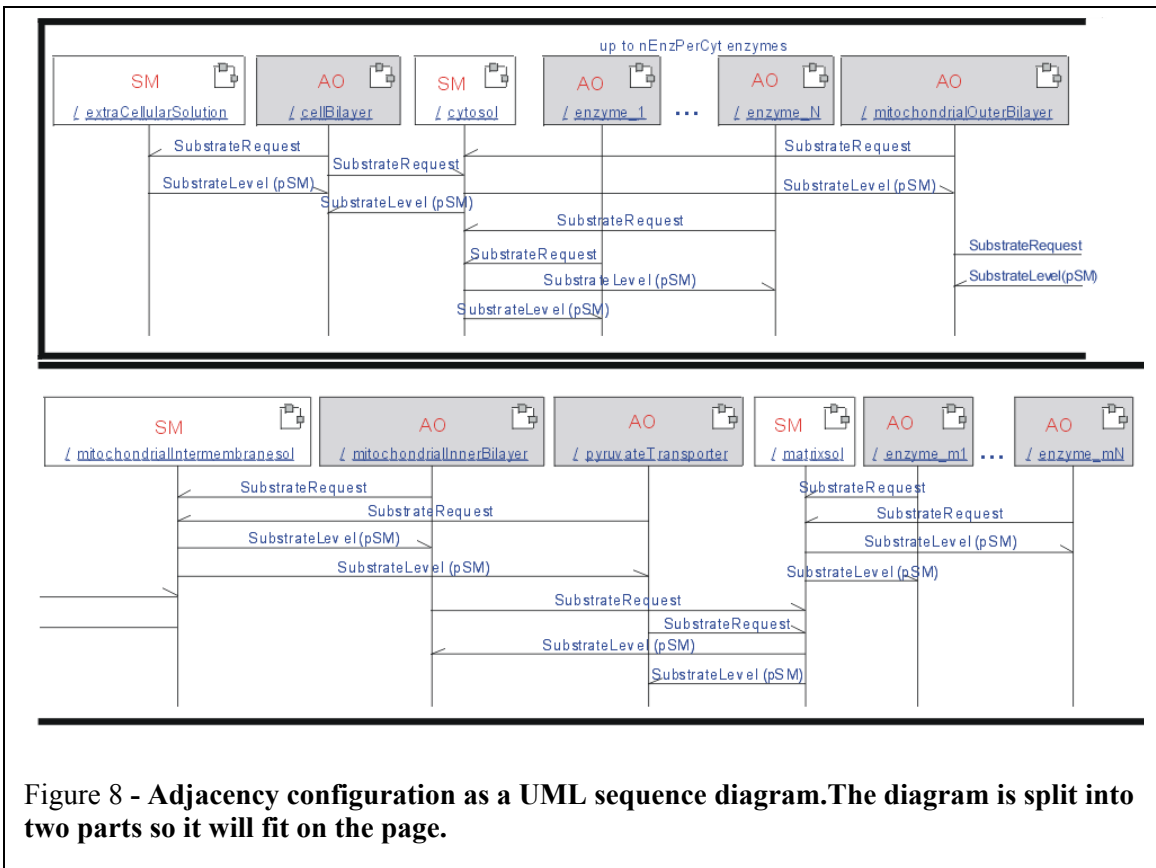 up to nEnzPerCyt enzymes
SM AO SM AO AO AO
/ extraCellularSolution / cellBilayer / cytosol / enzyme_1 ... / enzyme_N / mitochondrialOuterBilayer
SubstrateRequest SubstrateRequest
SubstrateRequest
SubstrateLevel (pSM) SubstrateLevel (pSM)
SubstrateLevel (pSM)
SubstrateRequest
SubstrateRequest
SubstrateRequest
SubstrateLevel (pSM) SubstrateLevel(pSM)
SubstrateLevel (pSM)
SM AO AO SM AO AO
/ mitochondrialIntermembranesol / mitochondrialInnerBilayer / pyruvateTransporter / matrixsol / enzyme_m1 ... / enzyme_mN
SubstrateRequest SubstrateRequest
SubstrateRequest SubstrateRequest
SubstrateLevel (pSM) SubstrateLevel (pSM)
SubstrateLevel (pSM) SubstrateLevel (pSM)
SubstrateRequest
SubstrateRequest
SubstrateLevel (pSM)
SubstrateLevel (pSM)
Figure 8 - Adjacency configuration as a UML sequence diagram.The diagram is split into
two parts so it will fit on the page.